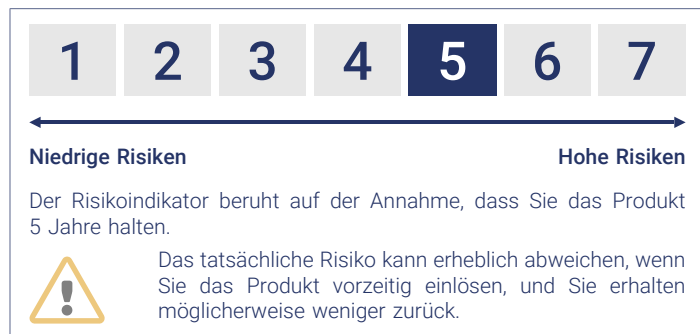 1 2 3 4 5 6 7
Niedrige Risiken Hohe Risiken
Der Risikoindikator beruht auf der Annahme, dass Sie das Produkt
5 Jahre halten.
Das tatsächliche Risiko kann erheblich abweichen, wenn
Sie das Produkt vorzeitig einlösen, und Sie erhalten
möglicherweise weniger zurück.